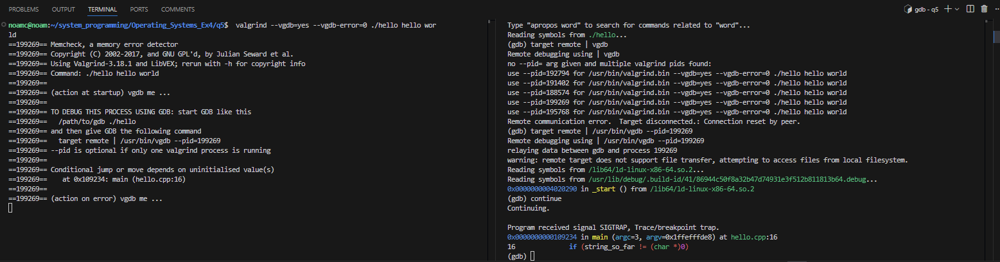 PROBLEMS OUTPUT TERMINAL PORTS COMMENTS
gdb - q5
noamc@noam:~/system_programming/Operating_Systems_Ex4/q5$ valgrind --vgdb=yes --vgdb-error=0 ./hello hello wor
ld
==199269== Memcheck, a memory error detector
==199269== Copyright (C) 2002-2017, and GNU GPL'd, by Julian Seward et al.
==199269== Using Valgrind-3.18.1 and LibVEX; rerun with -h for copyright info
==199269== Command: ./hello hello world
==199269==
==199269== (action at startup) vgdb me ...
==199269==
==199269== TO DEBUG THIS PROCESS USING GDB: start GDB like this
==199269==   /path/to/gdb ./hello
==199269== and then give GDB the following command
==199269==   target remote | /usr/bin/vgdb --pid=199269
==199269== --pid is optional if only one valgrind process is running
==199269==
==199269== Conditional jump or move depends on uninitialised value(s)
==199269==    at 0x109234: main (hello.cpp:16)
==199269==
==199269== (action on error) vgdb me ...
Type "apropos word" to search for commands related to "word"...
Reading symbols from ./hello...
(gdb) target remote | vgdb
Remote debugging using | vgdb
no --pid= arg given and multiple valgrind pids found:
use --pid=192794 for /usr/bin/valgrind.bin --vgdb=yes --vgdb-error=0 ./hello hello world
use --pid=191402 for /usr/bin/valgrind.bin --vgdb=yes --vgdb-error=0 ./hello hello world
use --pid=188574 for /usr/bin/valgrind.bin --vgdb=yes --vgdb-error=0 ./hello hello world
use --pid=199269 for /usr/bin/valgrind.bin --vgdb=yes --vgdb-error=0 ./hello hello world
use --pid=195768 for /usr/bin/valgrind.bin --vgdb=yes --vgdb-error=0 ./hello hello world
Remote communication error.  Target disconnected.: Connection reset by peer.
(gdb) target remote | /usr/bin/vgdb --pid=199269
Remote debugging using | /usr/bin/vgdb --pid=199269
relaying data between gdb and process 199269
warning: remote target does not support file transfer, attempting to access files from local filesystem.
Reading symbols from /lib64/ld-linux-x86-64.so.2...
Reading symbols from /usr/lib/debug/.build-id/41/86944c50f8a32b47d74931e3f512b811813b64.debug...
0x0000000004020290 in _start () from /lib64/ld-linux-x86-64.so.2
(gdb) continue
Continuing.
Program received signal SIGTRAP, Trace/breakpoint trap.
0x0000000000109234 in main (argc=3, argv=0x1ffefffde8) at hello.cpp:16
16              if (string_so_far != (char *)0)
(gdb)